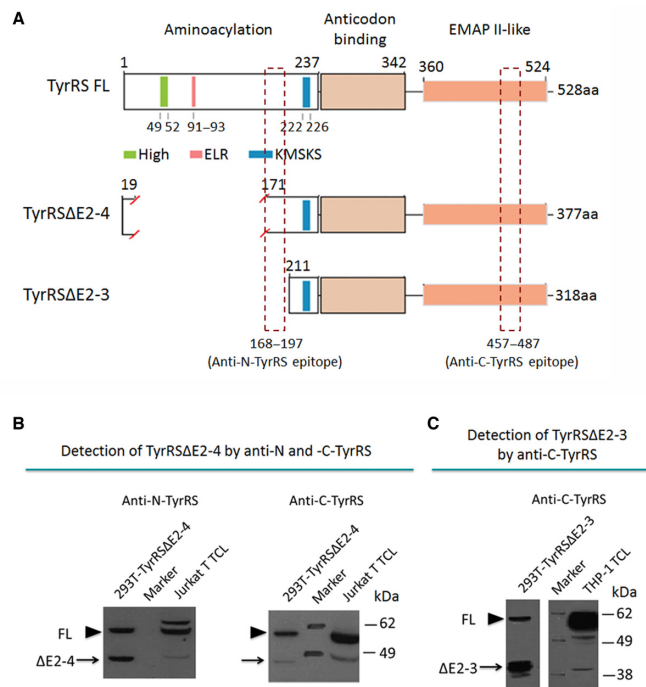 A
Aminoacylation
Anticodon
binding
EMAP II-like
1
237
342
360
524
TyrRS FL
528aa
49 52
91–93
222 226
High
ELR
KMSKS
19
171
TyrRSΔE2-4
377aa
211
TyrRSΔE2-3
318aa
168–197
(Anti-N-TyrRS epitope)
457–487
(Anti-C-TyrRS epitope)
B
Detection of TyrRSΔE2-4 by anti-N and -C-TyrRS
Anti-N-TyrRS
293T-TyrRSΔE2-4
Marker
Jurkat T TCL
FL
ΔE2-4
Anti-C-TyrRS
293T-TyrRSΔE2-4
Marker
Jurkat T TCL
kDa
62
49
C
Detection of TyrRSΔE2-3
by anti-C-TyrRS
Anti-C-TyrRS
293T-TyrRSΔE2-3
Marker
THP-1 TCL
kDa
FL
ΔE2-3
62
49
38